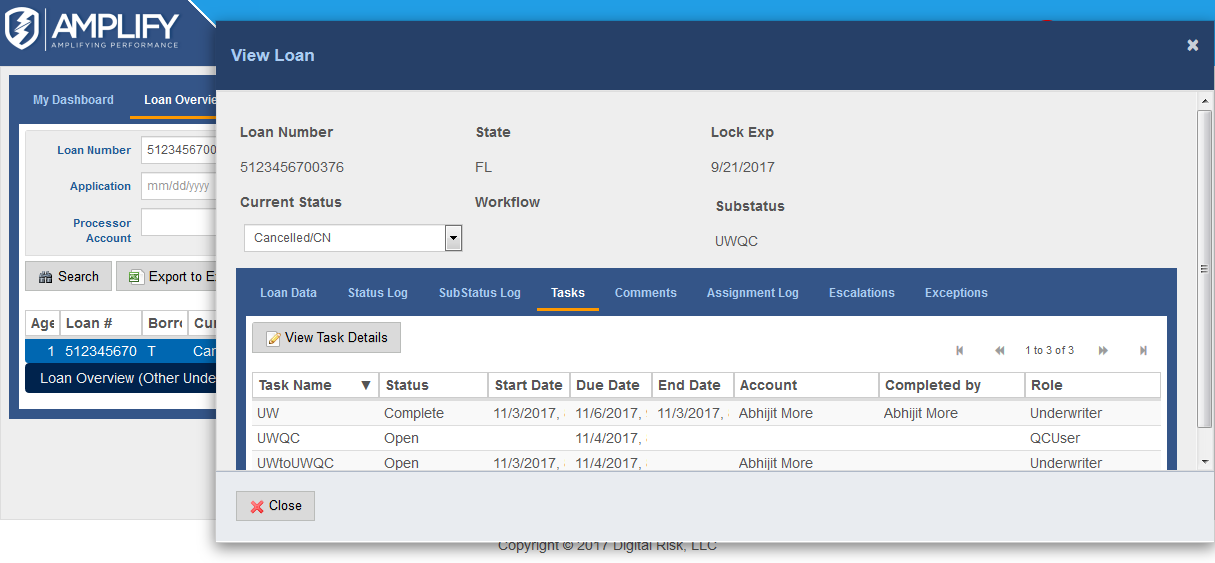 AMPLIFY
AMPLIFYING PERFORMANCE
My Dashboard Loan Overvie
Loan Number 5123456700
Application mm/dd/yyyy
Processor
Account
Search Export to E
Age Loan # Borr Cu
1 512345670 T Can
Loan Overview (Other Unde
View Loan
Loan Number State Lock Exp
5123456700376 FL 9/21/2017
Current Status Workflow Substatus
Cancelled/CN UWQC
Loan Data Status Log SubStatus Log Tasks Comments Assignment Log Escalations Exceptions
View Task Details
1 to 3 of 3
Task Name Status Start Date Due Date End Date Account Completed by Role
UW Complete 11/3/2017, 11/6/2017, 11/3/2017, Abhijit More Abhijit More Underwriter
UWQC Open 11/4/2017, QCUser
UWtoUWQC Open 11/3/2017, 11/4/2017, Abhijit More Underwriter
Close
Copyright © 2017 Digital Risk, LLC